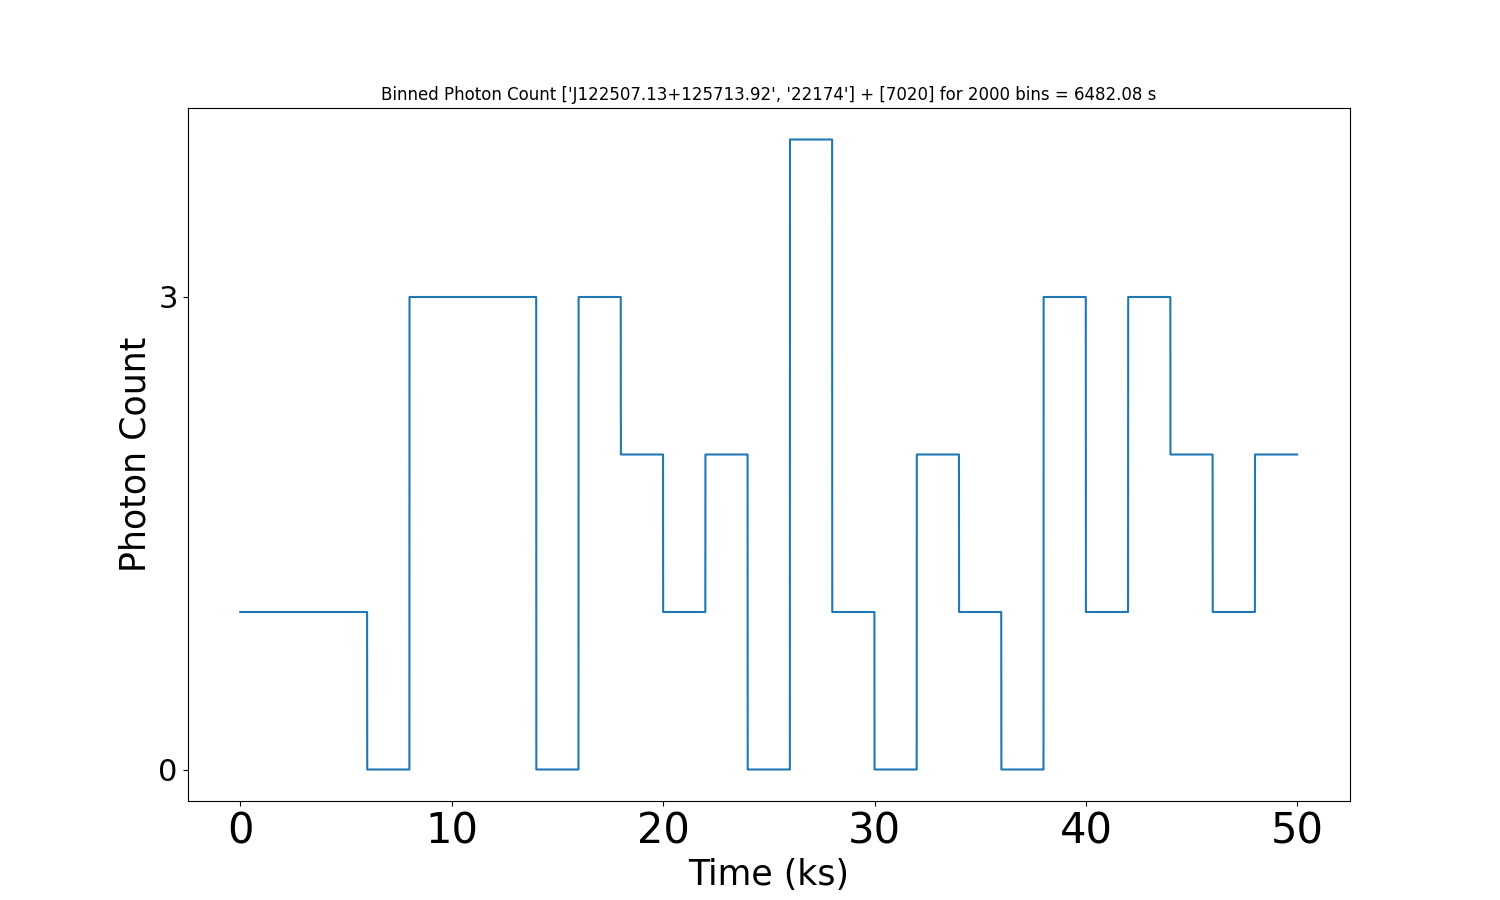 Binned Photon Count ['J122507.13+125713.92', '22174'] + [7020] for 2000 bins = 6482.08 s
3
0
Photon Count
0 10 20 30 40 50
Time (ks)